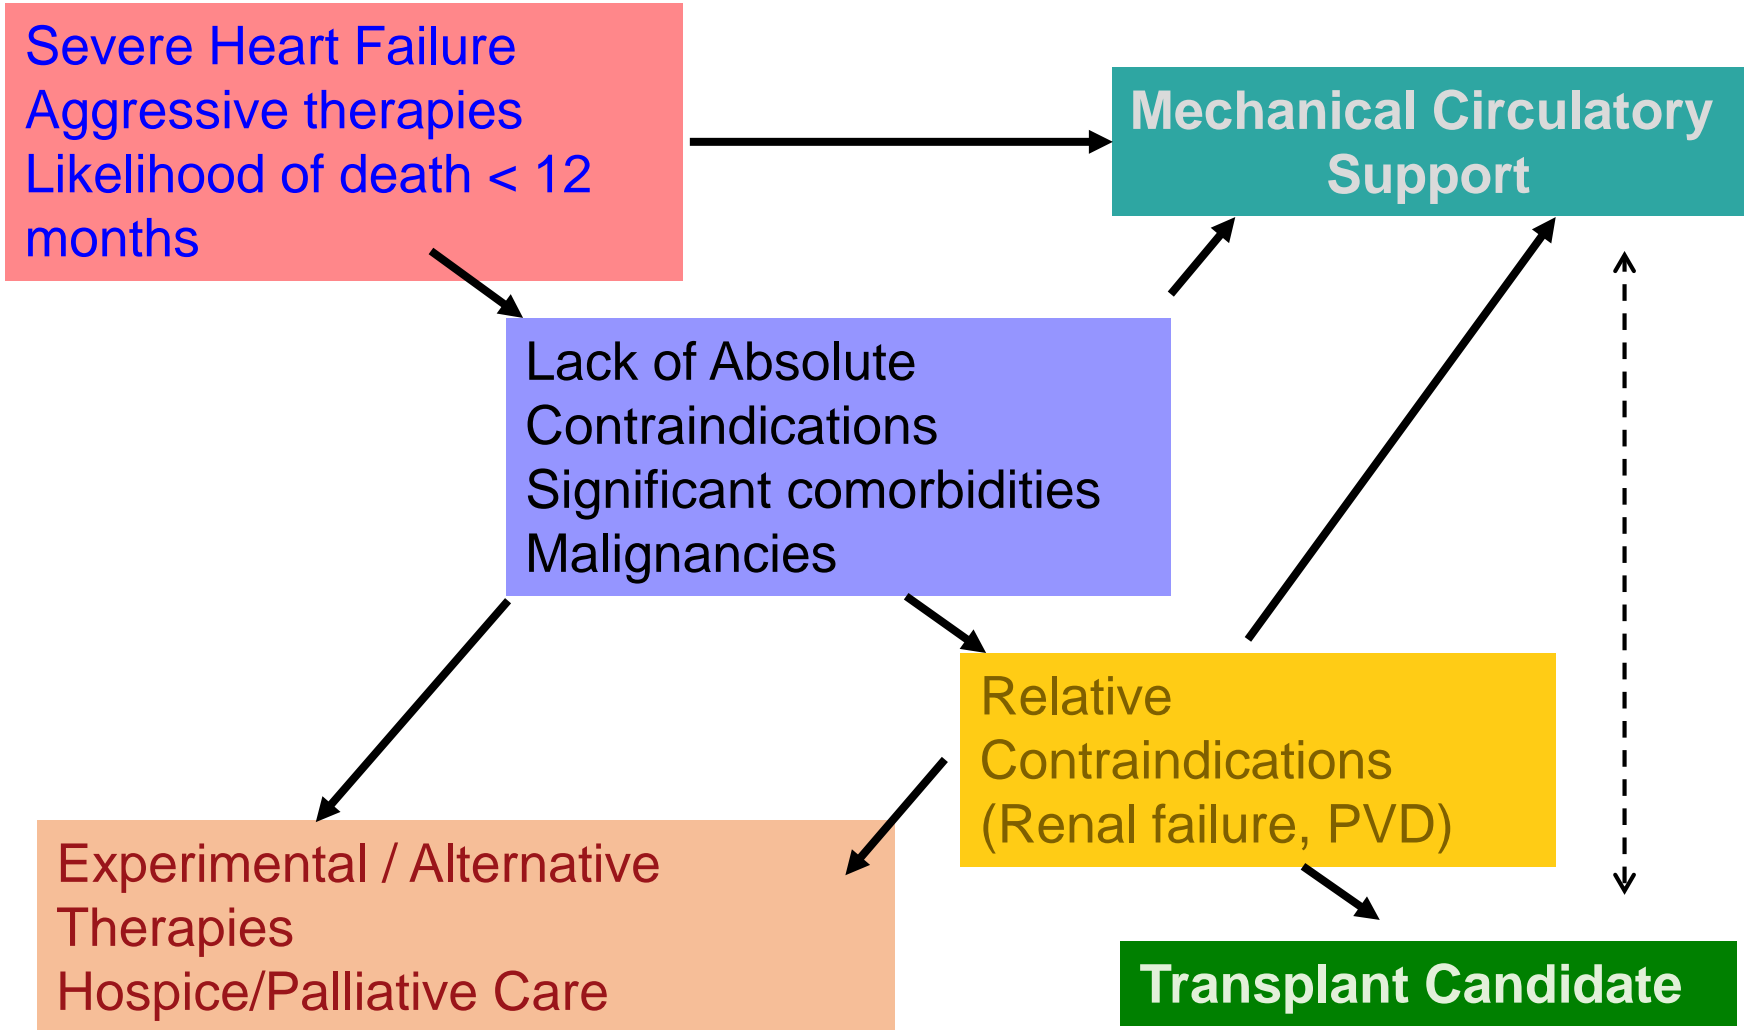 Severe Heart Failure
Aggressive therapies
Likelihood of death < 12
months
Mechanical Circulatory
Support
Lack of Absolute
Contraindications
Significant comorbidities
Malignancies
Relative
Contraindications
(Renal failure, PVD)
Experimental / Alternative
Therapies
Hospice/Palliative Care
Transplant Candidate